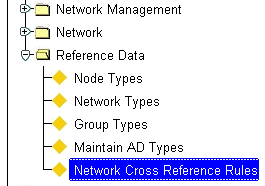 Network Management
Network
Reference Data
Node Types
Network Types
Group Types
Maintain AD Types
Network Cross Reference Rules